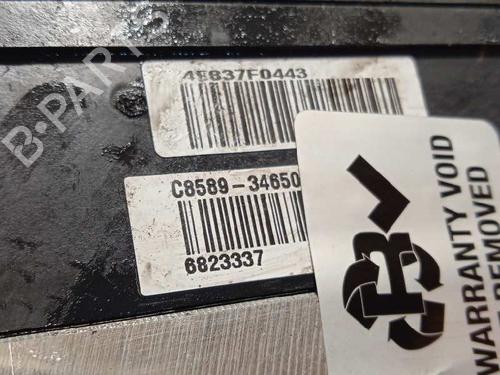 4E837F0443
C8589-34650
6823337
B-PARTS
WARRANTY VOID
REMOVED